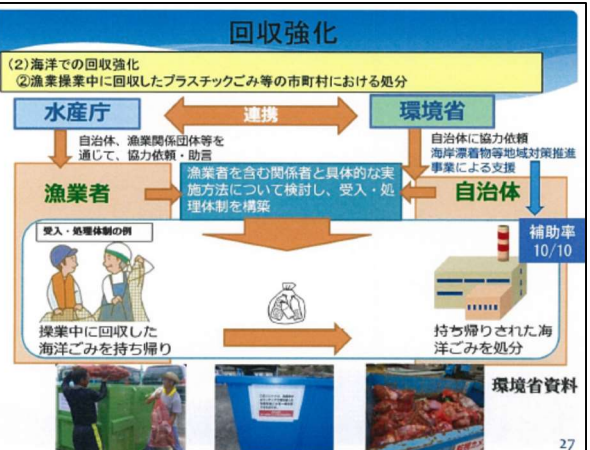 回収強化
(2)海洋での回収強化
②漁業操業中に回収したプラスチックごみ等の市町村における処分
水産庁
連携
環境省
自治体、漁業関係団体等を
通じて、協力依頼・助言
自治体に協力依頼
海岸漂着物等地域対策推進
事業による支援
漁業者
漁業者を含む関係者と具体的な実
施方法について検討し、受入・処
理体制を構築
自治体
補助率
10/10
受入・処理体制の例
操業中に回収した
海洋ごみを持ち帰り
持ち帰りされた海
洋ごみを処分
環境省資料
27